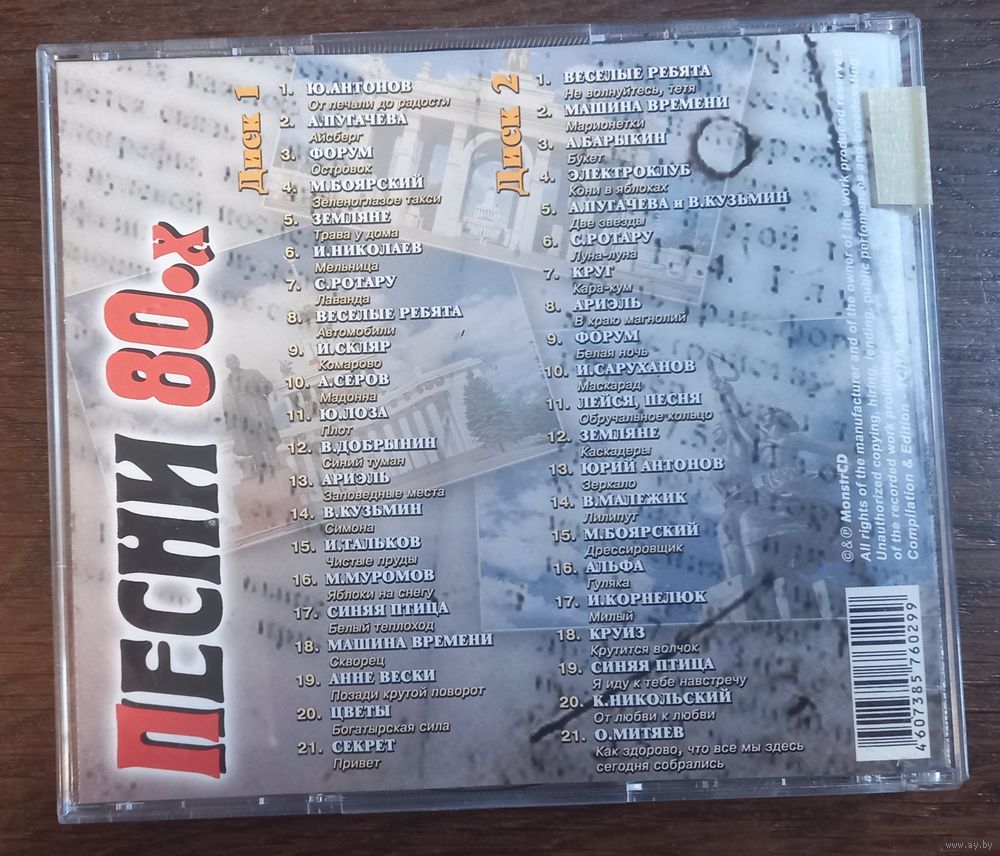 ПЕСНИ 80-х
Диск 1
1. Ю.АНТОНОВ
От печали до радости
2. А.ПУГАЧЕВА
Айсберг
3. ФОРУМ
Островок
4. М.БОЯРСКИЙ
Зеленоглазое такси
5. ЗЕМЛЯНЕ
Трава у дома
6. И.НИКОЛАЕВ
Мельница
7. С.РОТАРУ
Лаванда
8. ВЕСЕЛЫЕ РЕБЯТА
Автомобили
9. И.СКЛЯР
Комарово
10. А.СЕРОВ
Мадонна
11. Ю.ЛОЗА
Плот
12. В.ДОБРЫНИН
Синий туман
13. АРИЭЛЬ
Заповедные места
14. В.КУЗЬМИН
Симона
15. И.ТАЛЬКОВ
Чистые пруды
16. М.МУРОМОВ
Яблоки на снегу
17. СИНЯЯ ПТИЦА
Белый теплоход
18. МАШИНА ВРЕМЕНИ
Скворец
19. АННЕ ВЕСКИ
Позади крутой поворот
20. ЦВЕТЫ
Богатырская сила
21. СЕКРЕТ
Привет
Диск 2
1. ВЕСЕЛЫЕ РЕБЯТА
Не волнуйтесь, тетя
2. МАШИНА ВРЕМЕНИ
Марионетки
3. А.БАРЫКИН
Букет
4. ЭЛЕКТРОКЛУБ
Кони в яблоках
5. А.ПУГАЧЕВА и В.КУЗЬМИН
Две звезды
6. С.РОТАРУ
Луна-луна
7. КРУГ
Кара-кум
8. АРИЭЛЬ
В краю магнолий
9. ФОРУМ
Белая ночь
10. И.САРУХАНОВ
Маскарад
11. ЛЕЙСЯ, ПЕСНЯ
Обручальное кольцо
12. ЗЕМЛЯНЕ
Каскадеры
13. ЮРИЙ АНТОНОВ
Зеркало
14. В.МАЛЕЖИК
Лилипут
15. М.БОЯРСКИЙ
Дрессировщик
16. АЛЬФА
Гуляка
17. И.КОРНЕЛЮК
Милый
18. КРУИЗ
Крутится волчок
19. СИНЯЯ ПТИЦА
Я иду к тебе навстречу
20. К.НИКОЛЬСКИЙ
От любви к любви
21. О.МИТЯЕВ
Как здорово, что все мы здесь
сегодня собрались
©&℗ MonstrCD
All rights of the manufacturer and of the owner of the work produced
Unauthorized copying, hiring, lending, public performance and
of the recorded work
Compilation & Edition
4607385760299
www.ay.by